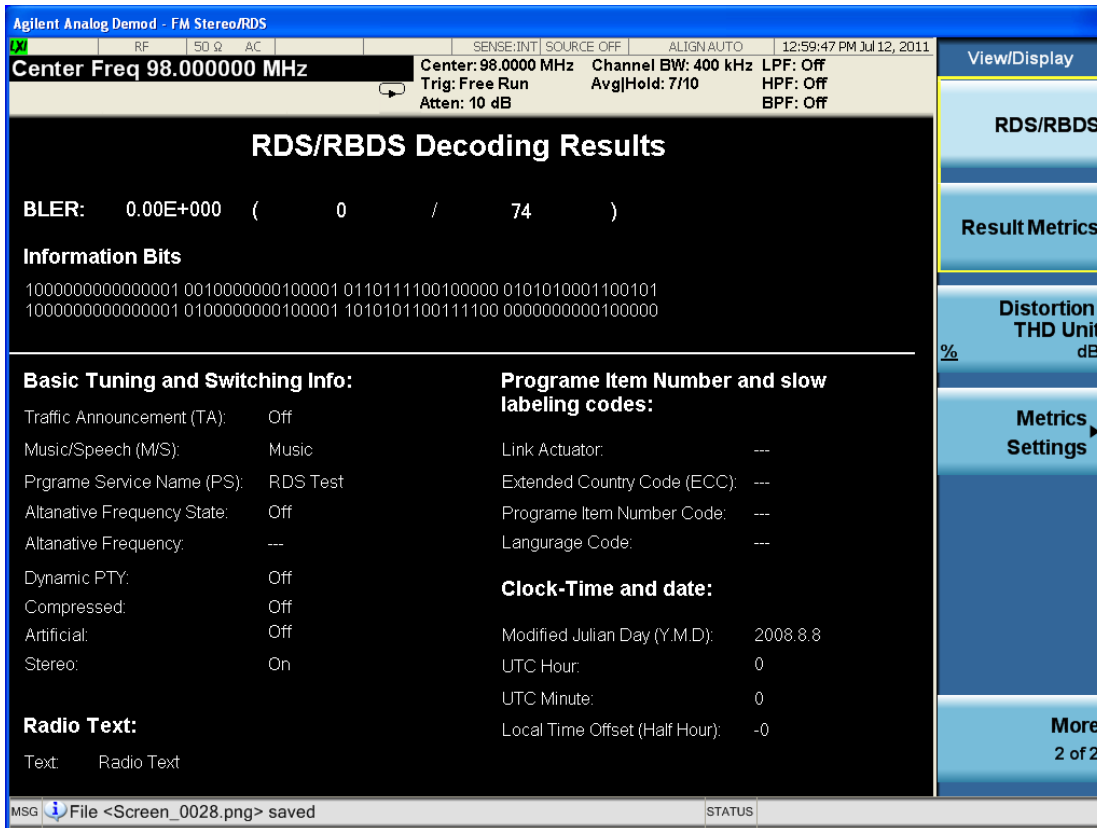 Agilent Analog Demod - FM Stereo/RDS
LXI RF 50 Ω AC SENSE:INT SOURCE OFF ALIGN AUTO 12:59:47 PM Jul 12, 2011
Center Freq 98.000000 MHz
Center: 98.0000 MHz Channel BW: 400 kHz LPF: Off
Trig: Free Run Avg|Hold: 7/10 HPF: Off
Atten: 10 dB BPF: Off
RDS/RBDS Decoding Results
BLER: 0.00E+000 ( 0 / 74 )
Information Bits
1000000000000001 0010000000100001 0110111100100000 0101010001100101
1000000000000001 0100000000100001 1010101100111100 0000000000100000
Basic Tuning and Switching Info:
Traffic Announcement (TA): Off
Music/Speech (M/S): Music
Prgrame Service Name (PS): RDS Test
Altanative Frequency State: Off
Altanative Frequency: ---
Dynamic PTY: Off
Compressed: Off
Artificial: Off
Stereo: On
Radio Text:
Text: Radio Text
Programe Item Number and slow
labeling codes:
Link Actuator: ---
Extended Country Code (ECC): ---
Programe Item Number Code: ---
Langurage Code: ---
Clock-Time and date:
Modified Julian Day (Y.M.D): 2008.8.8
UTC Hour: 0
UTC Minute: 0
Local Time Offset (Half Hour): -0
View/Display
RDS/RBDS
Result Metrics
Distortion
THD Unit
% dB
Metrics
Settings
More
2 of 2
MSG File <Screen_0028.png> saved STATUS